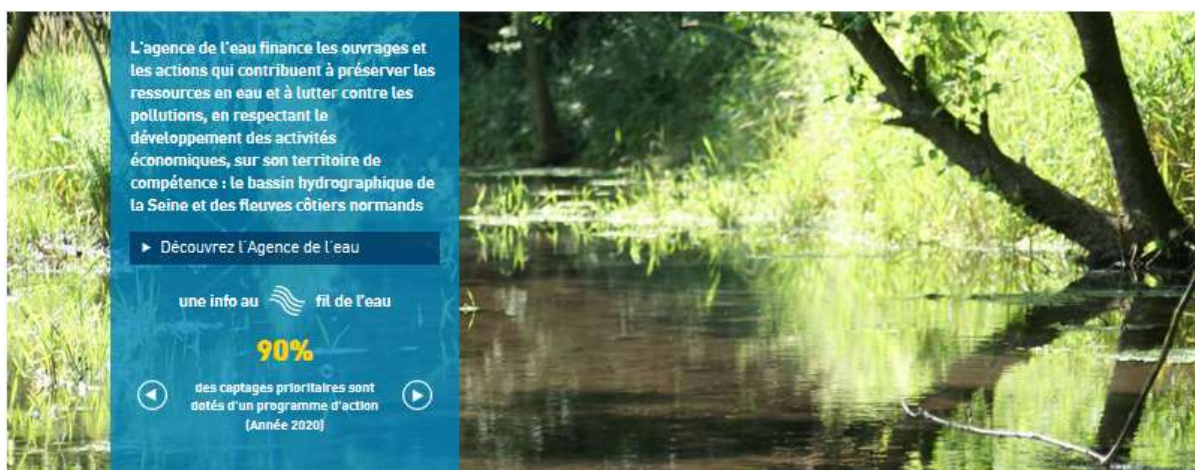 L'agence de l'eau finance les ouvrages et
les actions qui contribuent à préserver les
ressources en eau et à lutter contre les
pollutions, en respectant le
développement des activités
économiques, sur son territoire de
compétence : le bassin hydrographique de
la Seine et des fleuves côtiers normands
Découvrez l'Agence de l'eau
une info au fil de l'eau
90%
des captages prioritaires sont
dotés d'un programme d'action
(Année 2020)